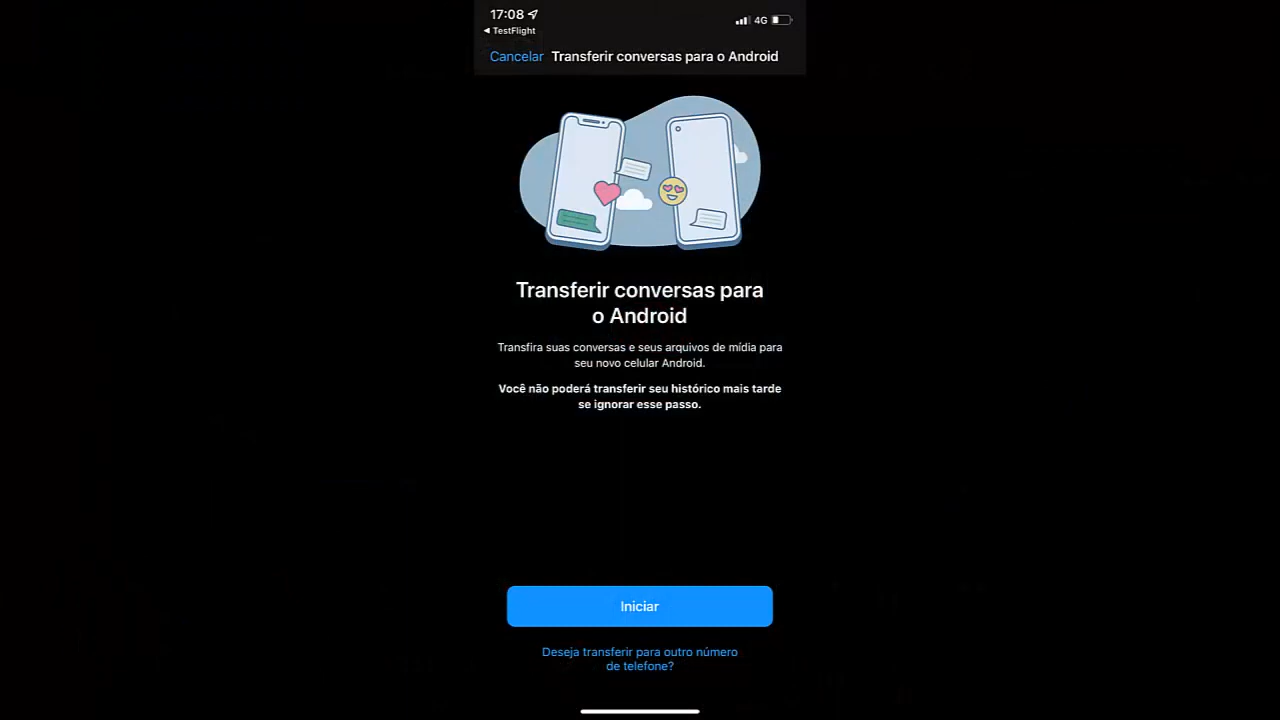 17:08
4G
TestFlight
Cancelar Transferir conversas para o Android
Transferir conversas para
o Android
Transfira suas conversas e seus arquivos de mídia para
seu novo celular Android.
Você não poderá transferir seu histórico mais tarde
se ignorar esse passo.
Iniciar
Deseja transferir para outro número
de telefone?